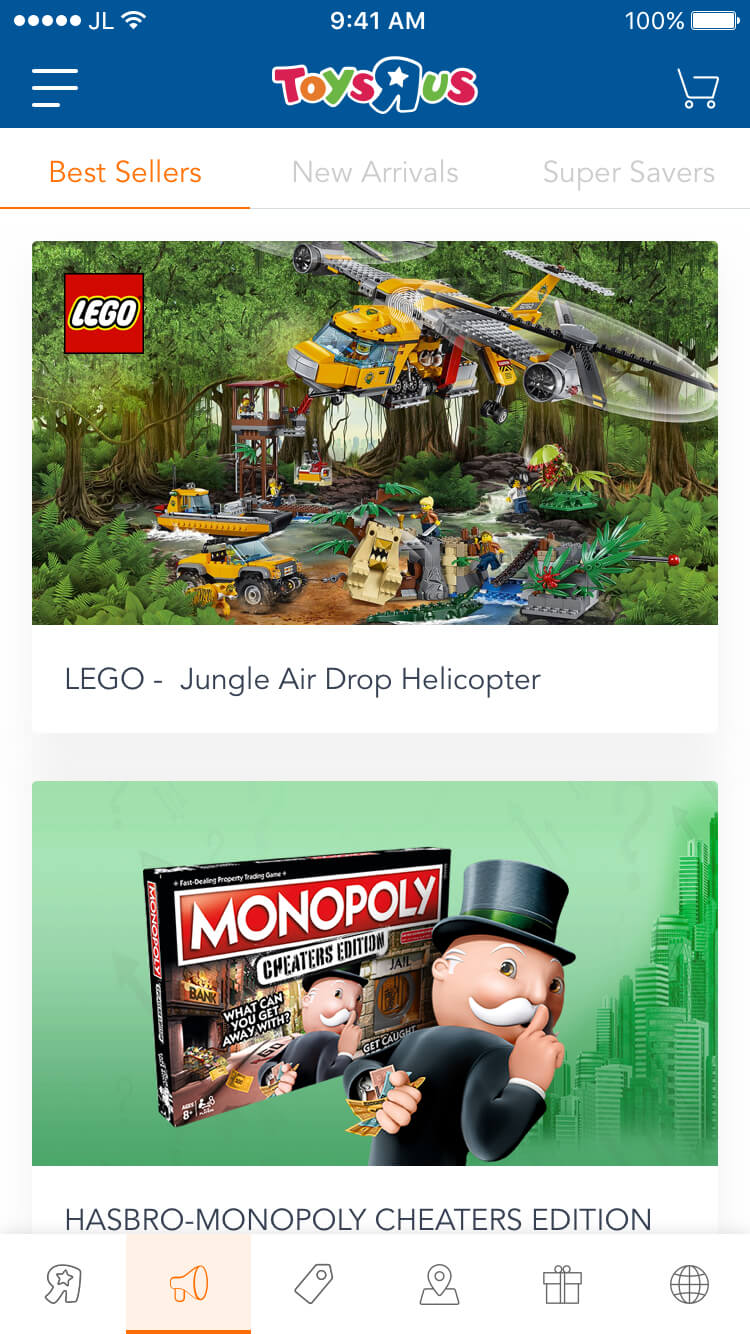 JL
9:41 AM
100%
TOYS R US
Best Sellers
New Arrivals
Super Savers
LEGO
LEGO - Jungle Air Drop Helicopter
Fast-Dealing Property Trading Game
MONOPOLY
CHEATERS EDITION
MONOPOLY
JAIL
BANK
WHAT CAN
YOU GET
AWAY WITH?
GO
GET CAUGHT
AGES
8+
HASBRO-MONOPOLY CHEATERS EDITION